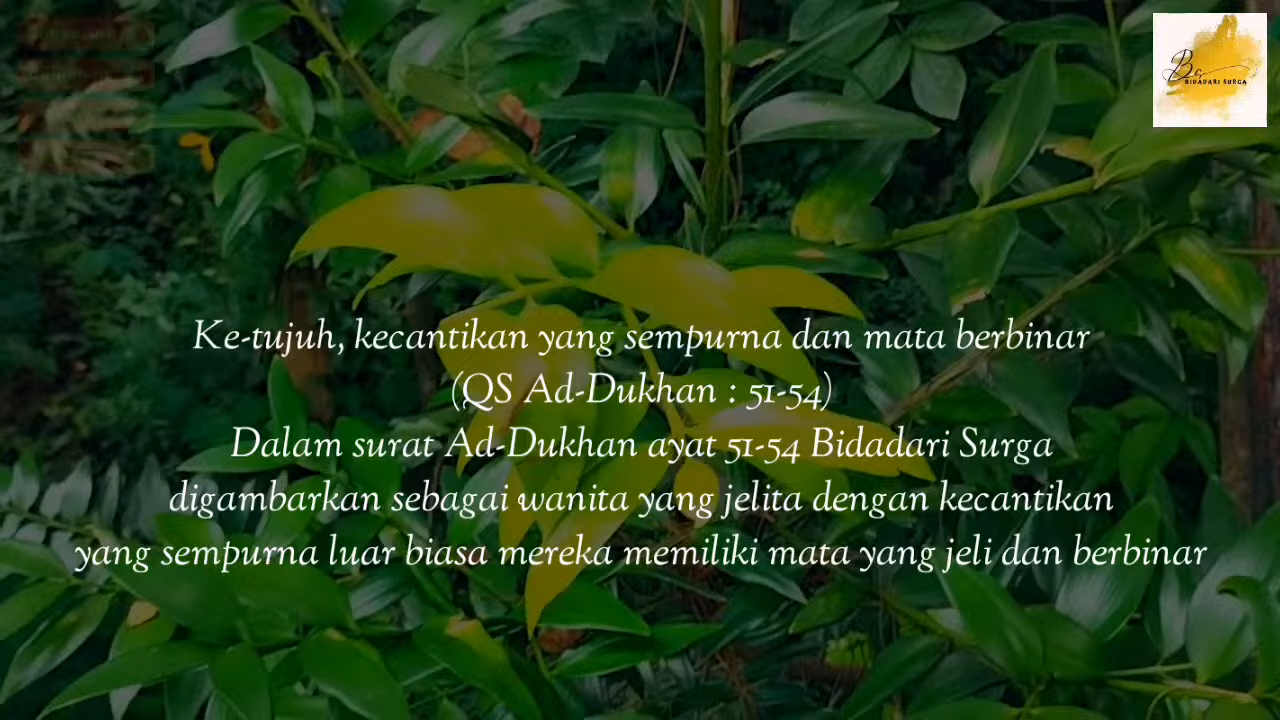 Bs
BIDADARI SURGA
Ke-tujuh, kecantikan yang sempurna dan mata berbinar
(QS Ad-Dukhan : 51-54)
Dalam surat Ad-Dukhan ayat 51-54 Bidadari Surga
digambarkan sebagai wanita yang jelita dengan kecantikan
yang sempurna luar biasa mereka memiliki mata yang jeli dan berbinar